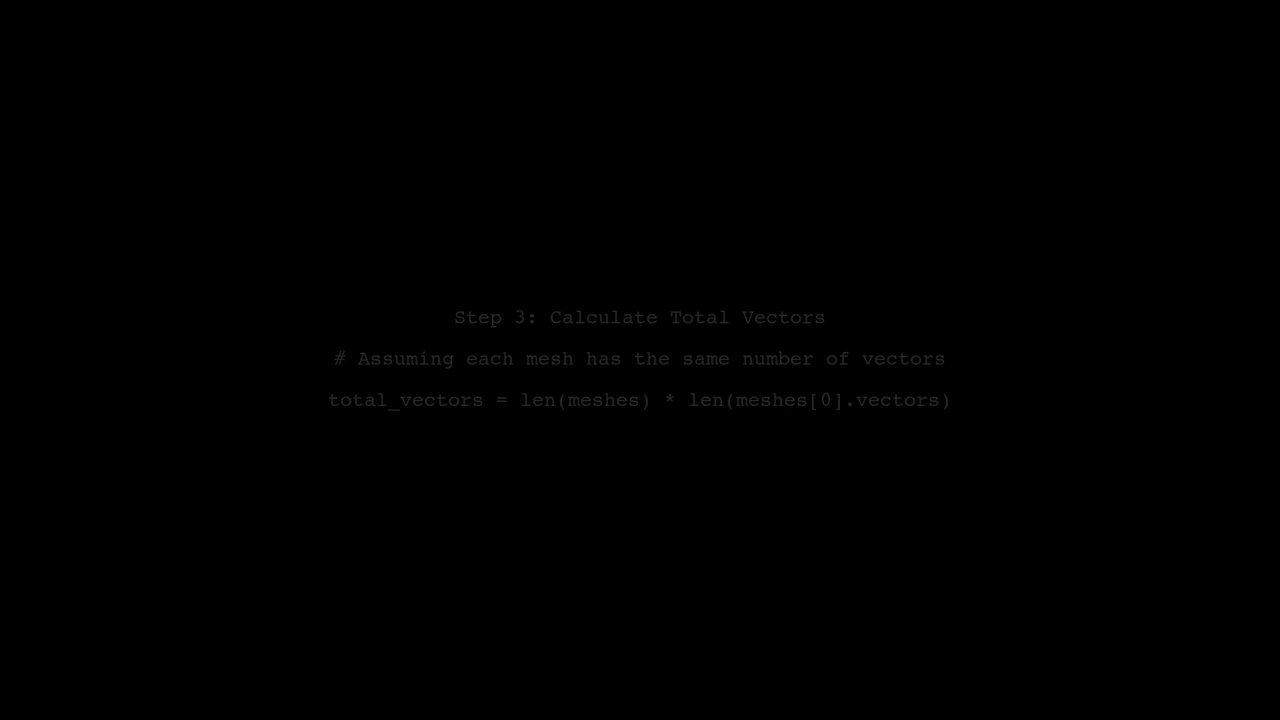 Step 3: Calculate Total Vectors
# Assuming each mesh has the same number of vectors
total_vectors = len(meshes) * len(meshes[0].vectors)